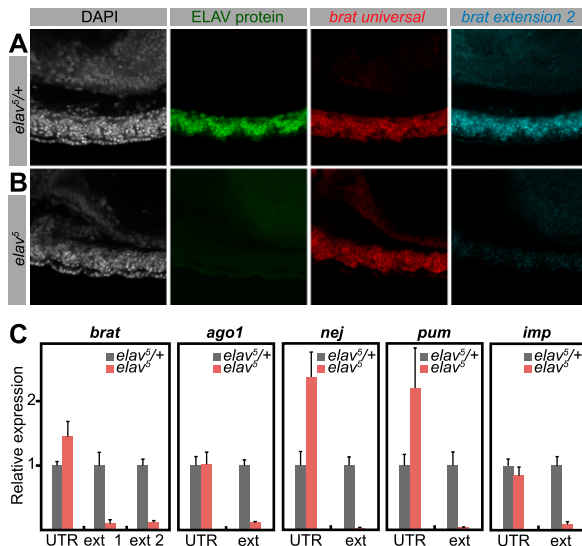 DAPI ELAV protein brat universal brat extension 2
A elav⁵/+
B elav⁵
C brat ago1 nej pum imp
elav⁵/+ elav⁵/+ elav⁵/+ elav⁵/+ elav⁵/+
elav⁵ elav⁵ elav⁵ elav⁵ elav⁵
Relative expression
2
1
UTR ext 1 ext 2 UTR ext UTR ext UTR ext UTR ext